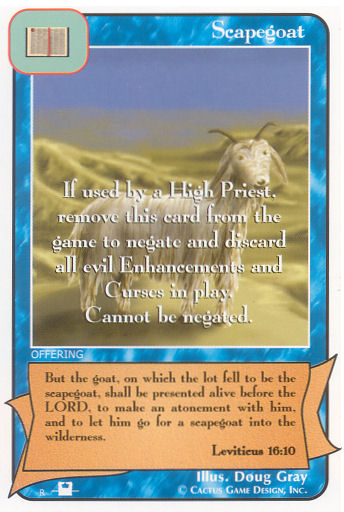 Scapegoat
If used by a High Priest,
remove this card from the
game to negate and discard
all evil Enhancements and
Curses in play.
Cannot be negated.
OFFERING
But the goat, on which the lot fell to be the
scapegoat, shall be presented alive before the
LORD, to make an atonement with him,
and to let him go for a scapegoat into the
wilderness.
Leviticus 16:10
Illus. Doug Gray
R
© CACTUS GAME DESIGN, INC.